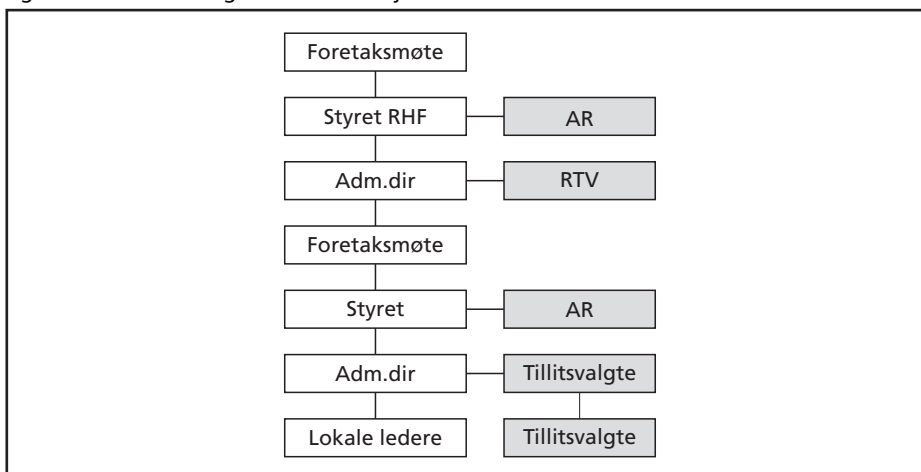 Foretaksmøte
Styret RHF
AR
Adm.dir
RTV
Foretaksmøte
Styret
AR
Adm.dir
Tillitsvalgte
Lokale ledere
Tillitsvalgte